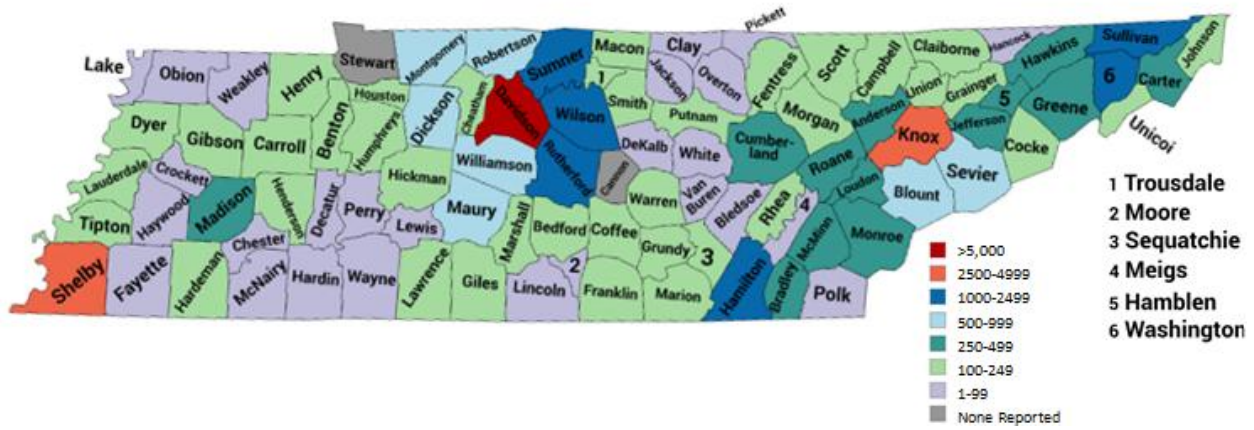 Pickett
Lake
Obion
Weakley
Henry
Stewart
Montgomery
Robertson
Sumner
Macon
Clay
Jackson
Overton
Fentress
Scott
Campbell
Claiborne
Hancock
Hawkins
Sullivan
Johnson
Carter
6
Houston
Cheatham
Davidson
1
Smith
Wilson
Putnam
Morgan
Anderson
Union
Grainger
5
Greene
Unicoi
Dyer
Gibson
Carroll
Benton
Humphreys
Dickson
Williamson
Rutherford
Cannon
DeKalb
White
Cumber-
land
Roane
Knox
Jefferson
Cocke
Sevier
Blount
Loudon
Lauderdale
Crockett
Haywood
Madison
Henderson
Decatur
Perry
Hickman
Lewis
Maury
Marshall
Bedford
Coffee
Warren
Van
Buren
Bledsoe
Rhea
4
McMinn
Monroe
Tipton
Shelby
Fayette
Hardeman
Chester
McNairy
Hardin
Wayne
Lawrence
Giles
Lincoln
2
Franklin
Grundy
Marion
3
Hamilton
Bradley
Polk
1 Trousdale
2 Moore
3 Sequatchie
4 Meigs
5 Hamblen
6 Washington
>5,000
2500-4999
1000-2499
500-999
250-499
100-249
1-99
None Reported